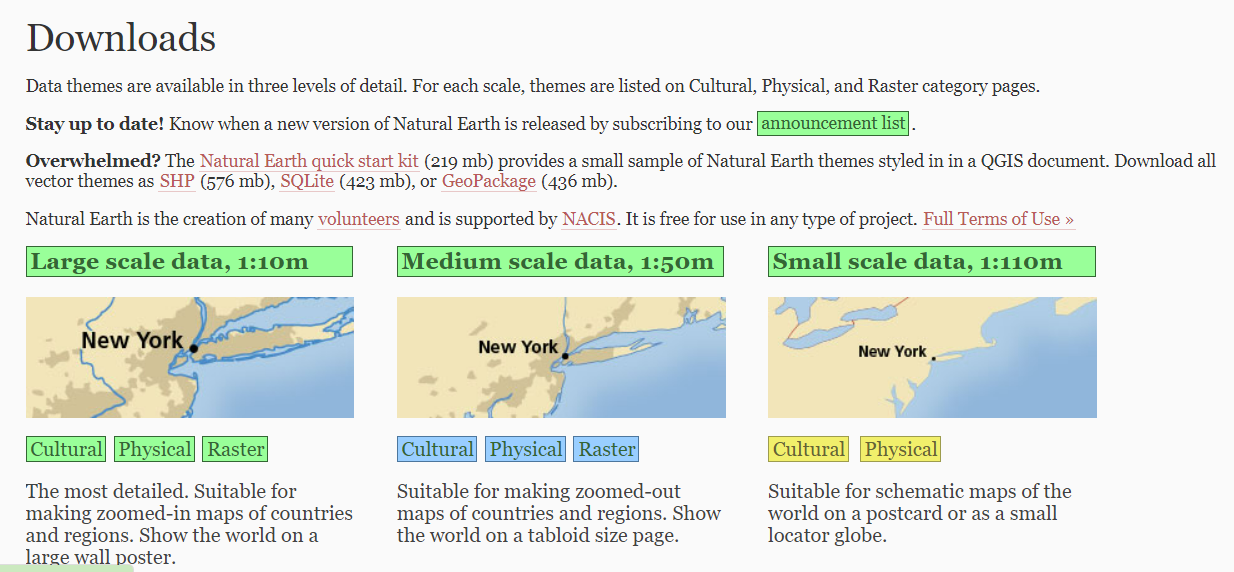 Downloads
Data themes are available in three levels of detail. For each scale, themes are listed on Cultural, Physical, and Raster category pages.
Stay up to date! Know when a new version of Natural Earth is released by subscribing to our announcement list.
Overwhelmed? The Natural Earth quick start kit (219 mb) provides a small sample of Natural Earth themes styled in in a QGIS document. Download all
vector themes as SHP (576 mb), SQLite (423 mb), or GeoPackage (436 mb).
Natural Earth is the creation of many volunteers and is supported by NACIS. It is free for use in any type of project. Full Terms of Use »
Large scale data, 1:10m
New York
Cultural Physical Raster
The most detailed. Suitable for
making zoomed-in maps of countries
and regions. Show the world on a
large wall poster.
Medium scale data, 1:50m
New York
Cultural Physical Raster
Suitable for making zoomed-out
maps of countries and regions. Show
the world on a tabloid size page.
Small scale data, 1:110m
New York
Cultural Physical
Suitable for schematic maps of the
world on a postcard or as a small
locator globe.